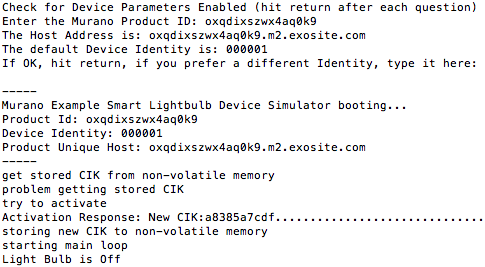 Check for Device Parameters Enabled (hit return after each question)
Enter the Murano Product ID: oxqdixszwx4aq0k9
The Host Address is: oxqdixszwx4aq0k9.m2.exosite.com
The default Device Identity is: 000001
If OK, hit return, if you prefer a different Identity, type it here:
-----
Murano Example Smart Lightbulb Device Simulator booting...
Product Id: oxqdixszwx4aq0k9
Device Identity: 000001
Product Unique Host: oxqdixszwx4aq0k9.m2.exosite.com
-----
get stored CIK from non-volatile memory
problem getting stored CIK
try to activate
Activation Response: New CIK:a8385a7cdf..............................
storing new CIK to non-volatile memory
starting main loop
Light Bulb is Off